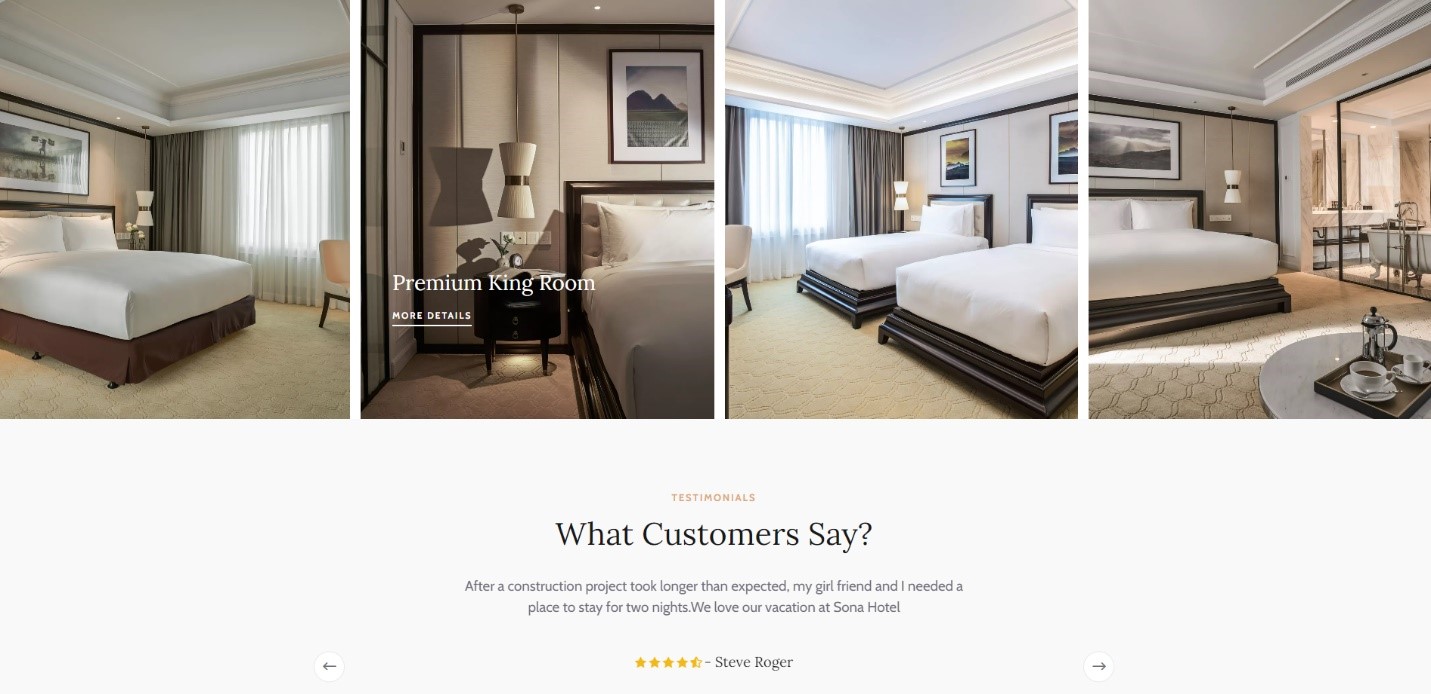 Premium King Room
MORE DETAILS
TESTIMONIALS
What Customers Say?
After a construction project took longer than expected, my girl friend and I needed a
place to stay for two nights.We love our vacation at Sona Hotel
- Steve Roger